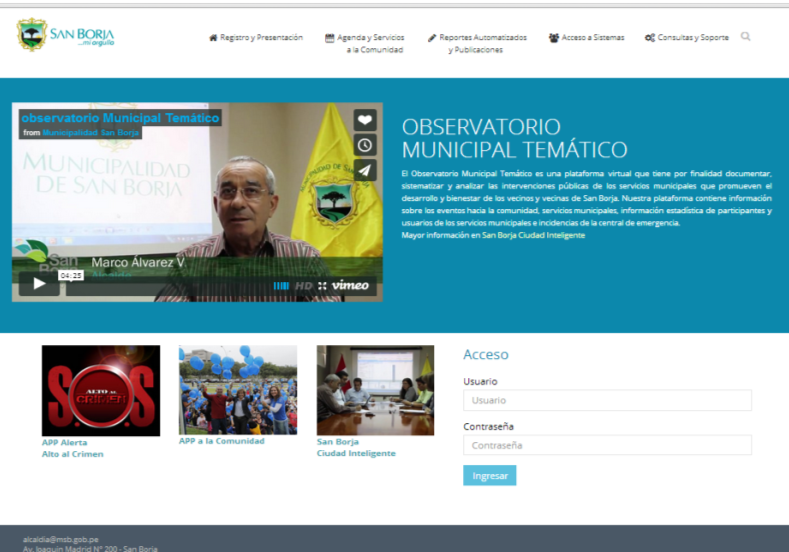 SAN BORJA
...mi orgullo
Registro y Presentación
Agenda y Servicios
a la Comunidad
Reportes Automatizados
y Publicaciones
Acceso a Sistemas
Consultas y Soporte
observatorio Municipal Temático
from Municipalidad San Borja
MUNICIPALIDAD
DE SAN BORJA
San
Marco Álvarez V.
Alcalde
04:25
HD
vimeo
OBSERVATORIO
MUNICIPAL TEMÁTICO
El Observatorio Municipal Temático es una plataforma virtual que tiene por finalidad documentar,
sistematizar y analizar las intervenciones públicas de los servicios municipales que promueven el
desarrollo y bienestar de los vecinos y vecinas de San Borja. Nuestra plataforma contiene información
sobre los eventos hacia la comunidad, servicios municipales, información estadística de participantes y
usuarios de los servicios municipales e incidencias de la central de emergencia.
Mayor información en San Borja Ciudad Inteligente
S.O.S
ALTO AL
CRIMEN
APP Alerta
Alto al Crimen
APP a la Comunidad
San Borja
Ciudad Inteligente
Acceso
Usuario
Usuario
Contraseña
Contraseña
Ingresar
alcaldia@msb.gob.pe
Av. Joaquín Madrid N° 200 - San Borja